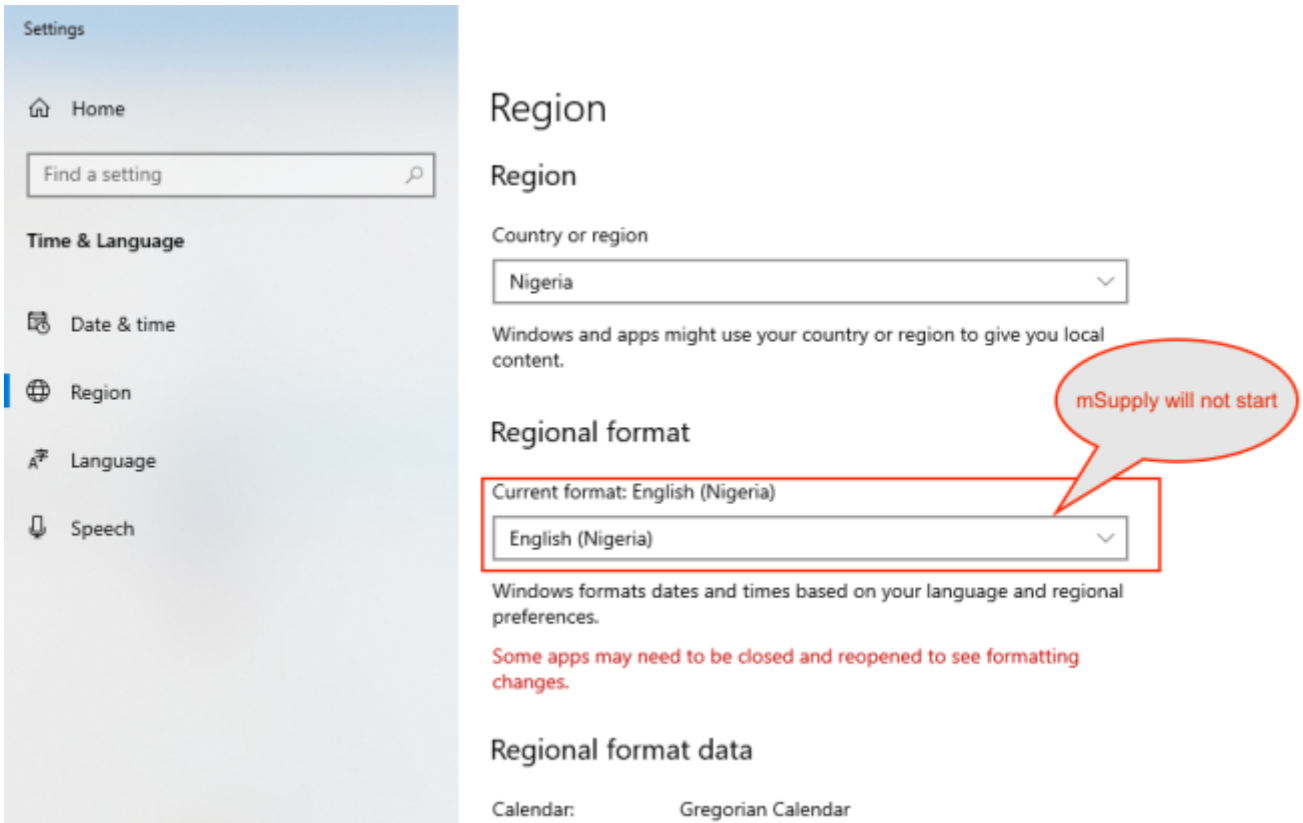 Settings
Home
Find a setting
Time & Language
Date & time
Region
Language
Speech
Region
Region
Country or region
Nigeria
Windows and apps might use your country or region to give you local
content.
mSupply will not start
Regional format
Current format: English (Nigeria)
English (Nigeria)
Windows formats dates and times based on your language and regional
preferences.
Some apps may need to be closed and reopened to see formatting
changes.
Regional format data
Calendar: Gregorian Calendar